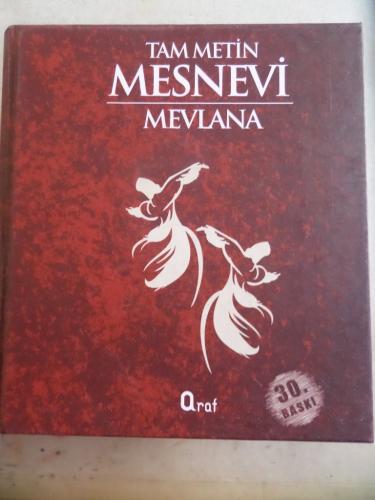 TAM METİN
MESNEVİ
MEVLANA
30.
BASKI
araf